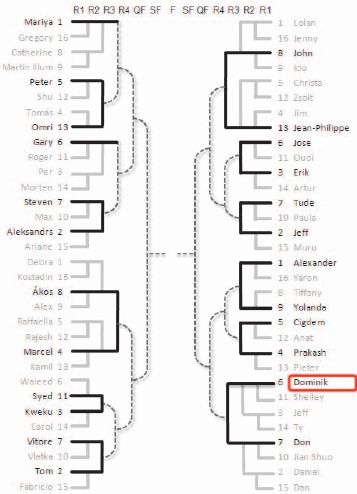 R1 R2 R3 R4 QF SF F SF QF R4 R3 R2 R1
Mariya 1
Gregory 16
Catherine 8
Martin Illum 9
Peter 5
Shu 12
Tomas 4
Omri 13
Gary 6
Roger 11
Per 3
Morten 14
Steven 7
Max 10
Aleksandrs 2
Ariane 15
Debra 1
Kostadin 16
Ákos 8
Alex 9
Raffaella 5
Rajesh 12
Marcel 4
Kamil 13
Waleed 6
Syed 11
Kweku 3
Carol 14
Vitore 7
Vlatka 10
Tom 2
Fabricio 15
1 Lolan
16 Jenny
8 John
9 Ido
5 Christa
12 Zsolt
4 Jim
13 Jean-Philippe
6 Jose
11 Oudi
3 Erik
14 Artur
7 Tude
10 Paula
2 Jeff
15 Muru
1 Alexander
16 Yaron
8 Tiffany
9 Yolanda
5 Cigdem
12 Anat
4 Prakash
13 Pieter
6 Dominik
11 Shelley
3 Jeff
14 Ty
7 Don
10 Jian Shuo
2 Daniel
15 Dan